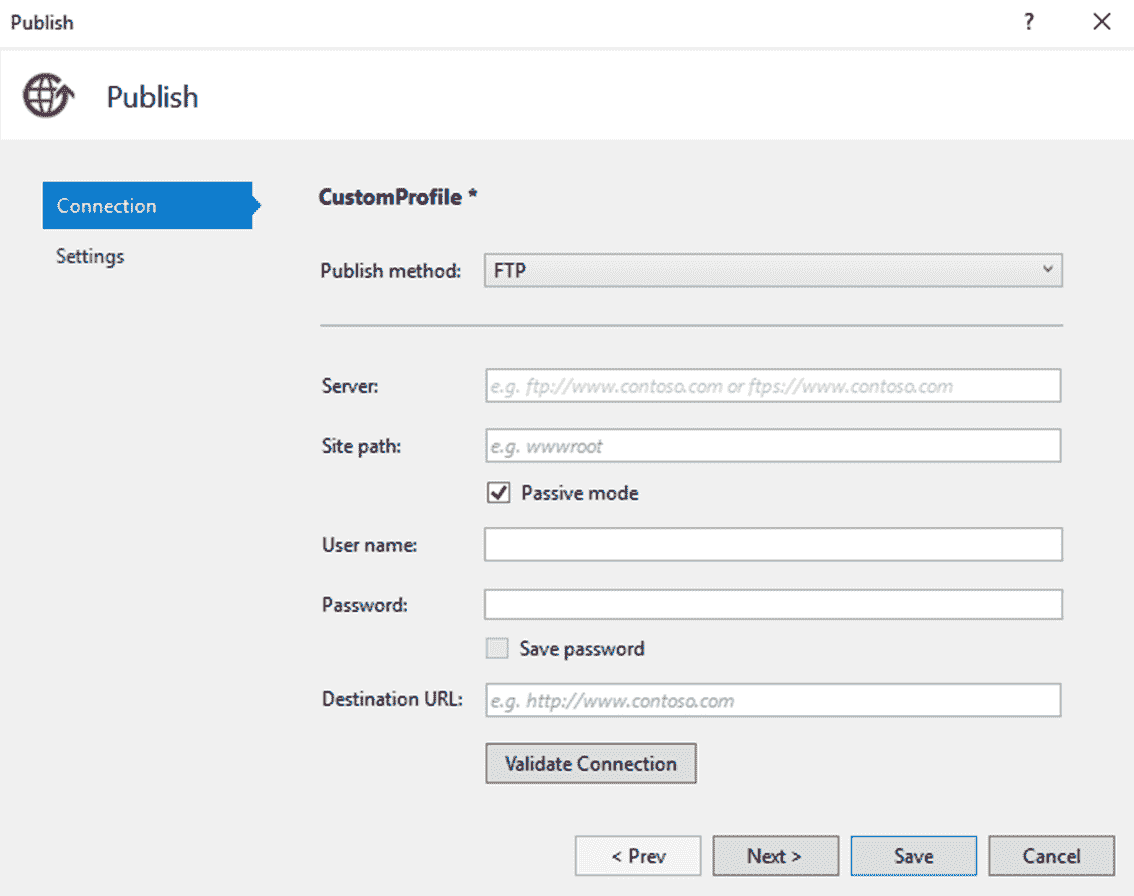 Publish
?
Publish
Connection
Settings
CustomProfile *
Publish method: FTP
Server: e.g. ftp://www.contoso.com or ftps://www.contoso.com
Site path: e.g. wwwroot
Passive mode
User name:
Password:
Save password
Destination URL: e.g. http://www.contoso.com
Validate Connection
< Prev Next > Save Cancel